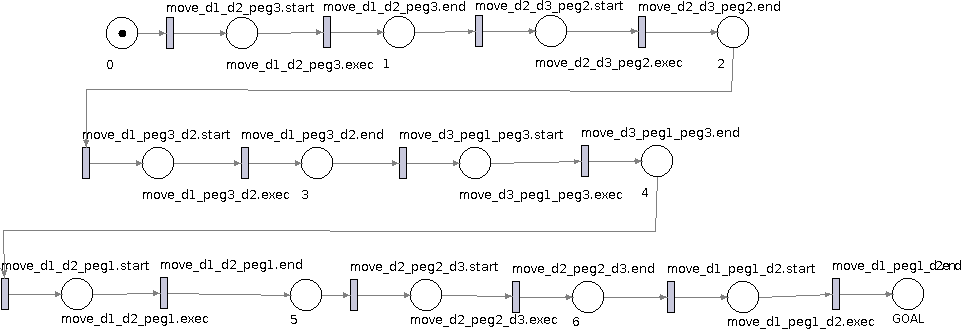 move_d1_d2_peg3.start move_d1_d2_peg3.end move_d2_d3_peg2.start move_d2_d3_peg2.end
0 move_d1_d2_peg3.exec 1 move_d2_d3_peg2.exec 2
move_d1_peg3_d2.start move_d1_peg3_d2.end move_d3_peg1_peg3.start move_d3_peg1_peg3.end
move_d1_peg3_d2.exec 3 move_d3_peg1_peg3.exec 4
move_d1_d2_peg1.start move_d1_d2_peg1.end move_d2_peg2_d3.start move_d2_peg2_d3.end move_d1_peg1_d2.start move_d1_peg1_d2.end
move_d1_d2_peg1.exec 5 move_d2_peg2_d3.exec 6 move_d1_peg1_d2.exec GOAL